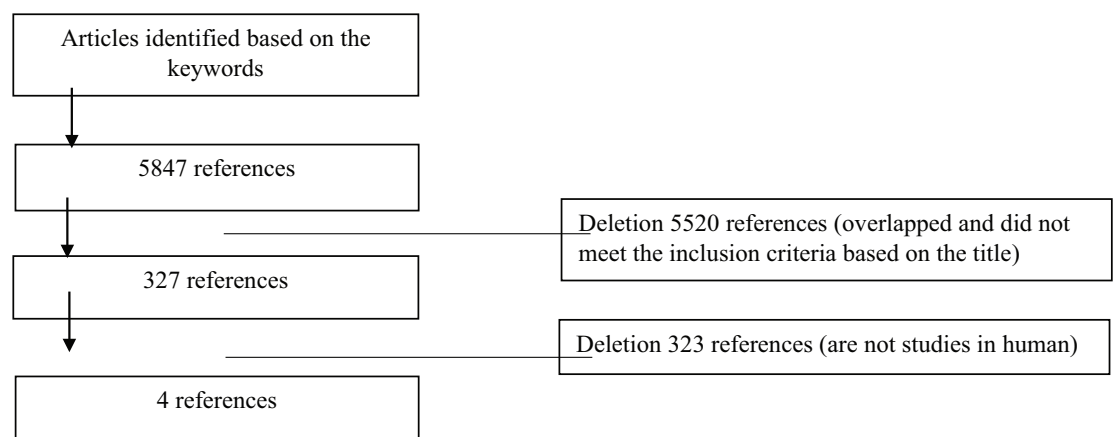 Articles identified based on the
keywords
5847 references
Deletion 5520 references (overlapped and did not
meet the inclusion criteria based on the title)
327 references
Deletion 323 references (are not studies in human)
4 references